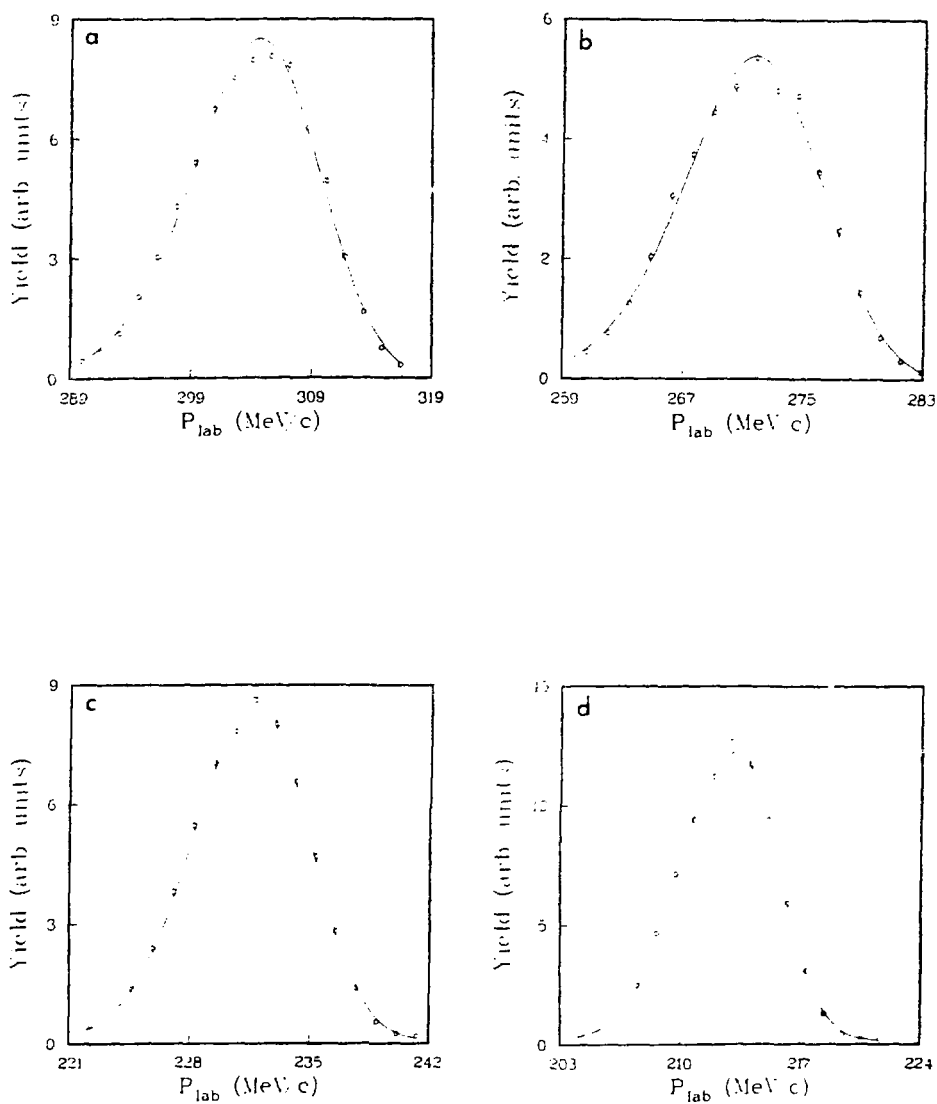 a
9
6
3
0
289 299 309 319
Yield (arb units)
P_lab (MeV/c)
b
6
4
2
0
259 267 275 283
Yield (arb. units)
P_lab (MeV/c)
c
9
6
3
0
221 228 235 242
Yield (arb units)
P_lab (MeV/c)
d
15
10
5
0
203 210 217 224
Yield (arb units)
P_lab (MeV/c)